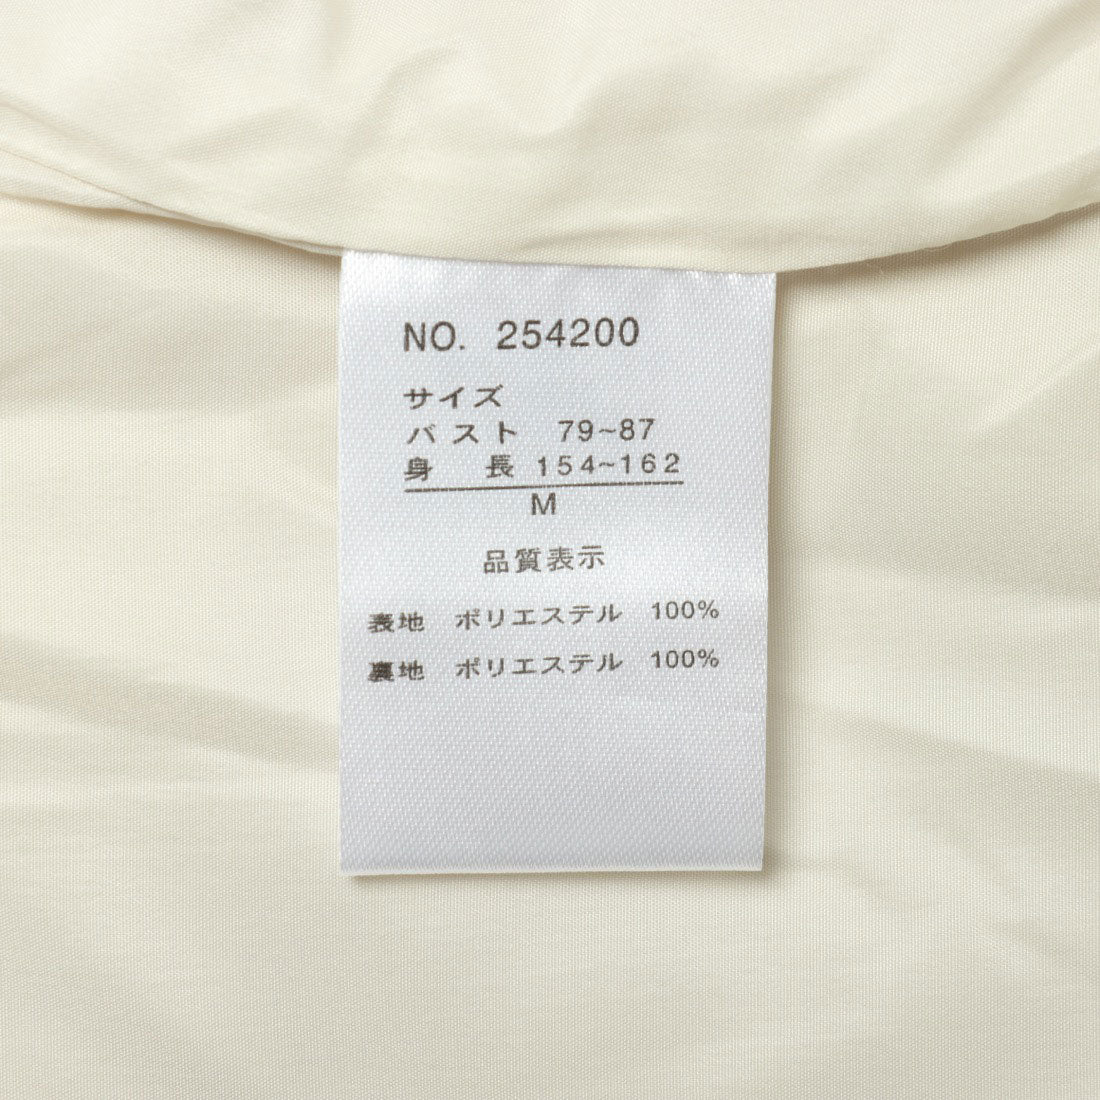 NO. 254200
サイズ
バスト 79~87
身 長 154~162
M
品質表示
表地 ポリエステル 100%
裏地 ポリエステル 100%